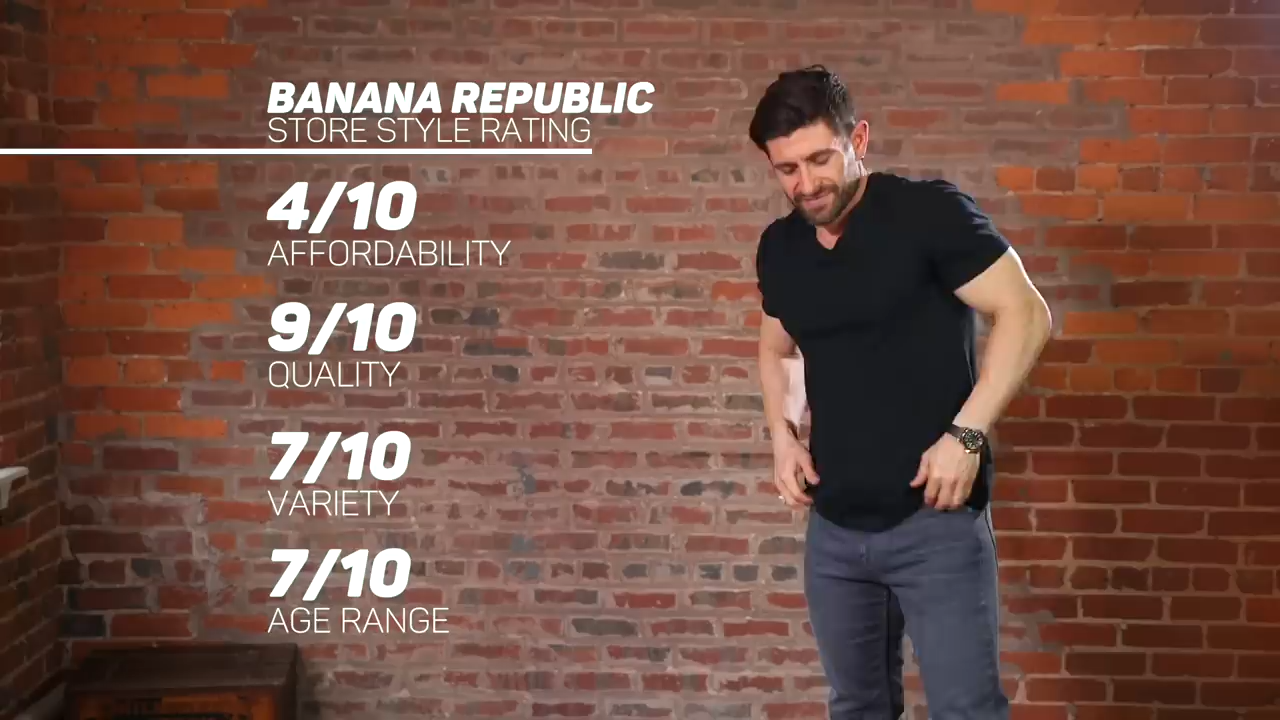 BANANA REPUBLIC
STORE STYLE RATING
4/10
AFFORDABILITY
9/10
QUALITY
7/10
VARIETY
7/10
AGE RANGE